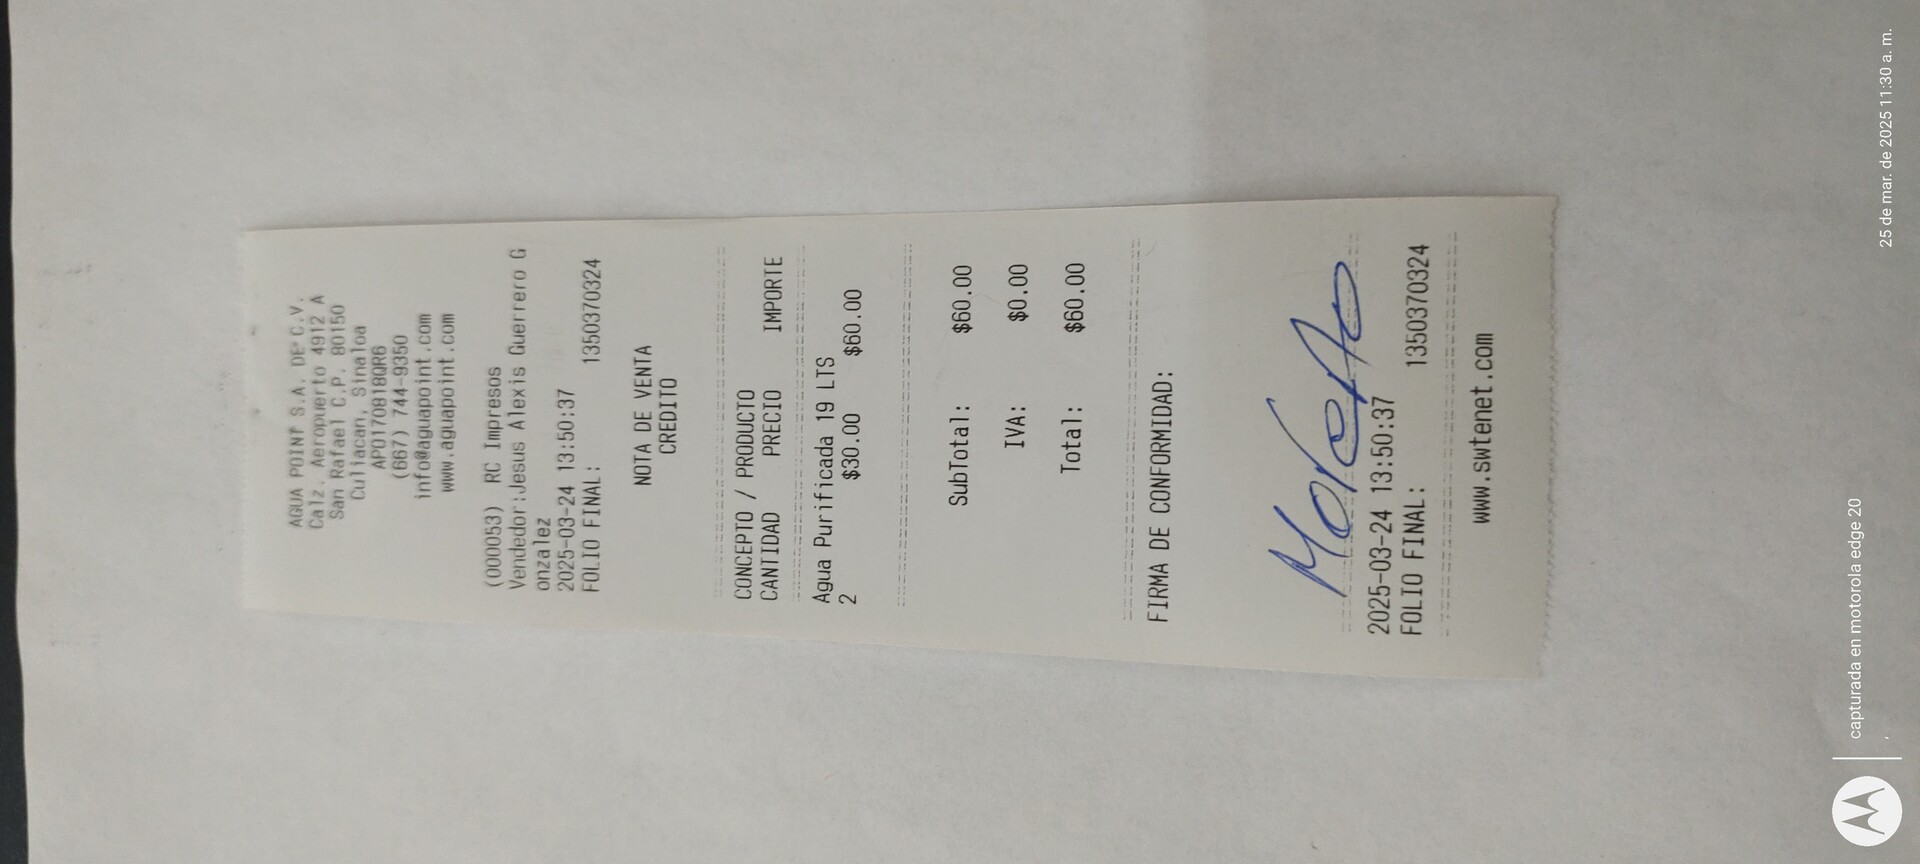 AGUA POINT S.A. DE C.V.
Calz. Aeropuerto 4912 A
San Rafael C.P. 80150
Culiacan, Sinaloa
APO170818QR6
(667) 744-9350
info@aguapoint.com
www.aguapoint.com
(000053) RC Impresos
Vendedor:Jesus Alexis Guerrero G
onzalez
2025-03-24 13:50:37
FOLIO FINAL: 1350370324
NOTA DE VENTA
CREDITO
CONCEPTO / PRODUCTO
CANTIDAD PRECIO IMPORTE
Agua Purificada 19 LTS
2 $30.00 $60.00
SubTotal: $60.00
IVA: $0.00
Total: $60.00
FIRMA DE CONFORMIDAD:
2025-03-24 13:50:37
FOLIO FINAL: 1350370324
www.swtenet.com
capturada en motorola edge 20
25 de mar. de 2025 11:30 a. m.